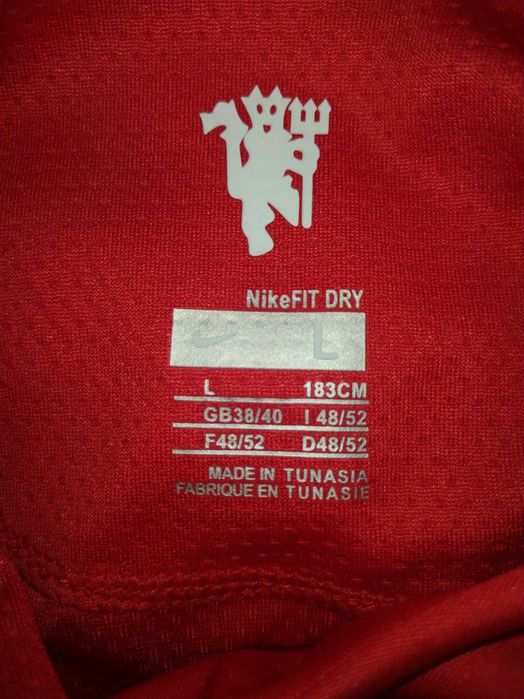 NikeFIT DRY
L
L 183CM
GB38/40 I 48/52
F48/52 D48/52
MADE IN TUNASIA
FABRIQUE EN TUNASIE